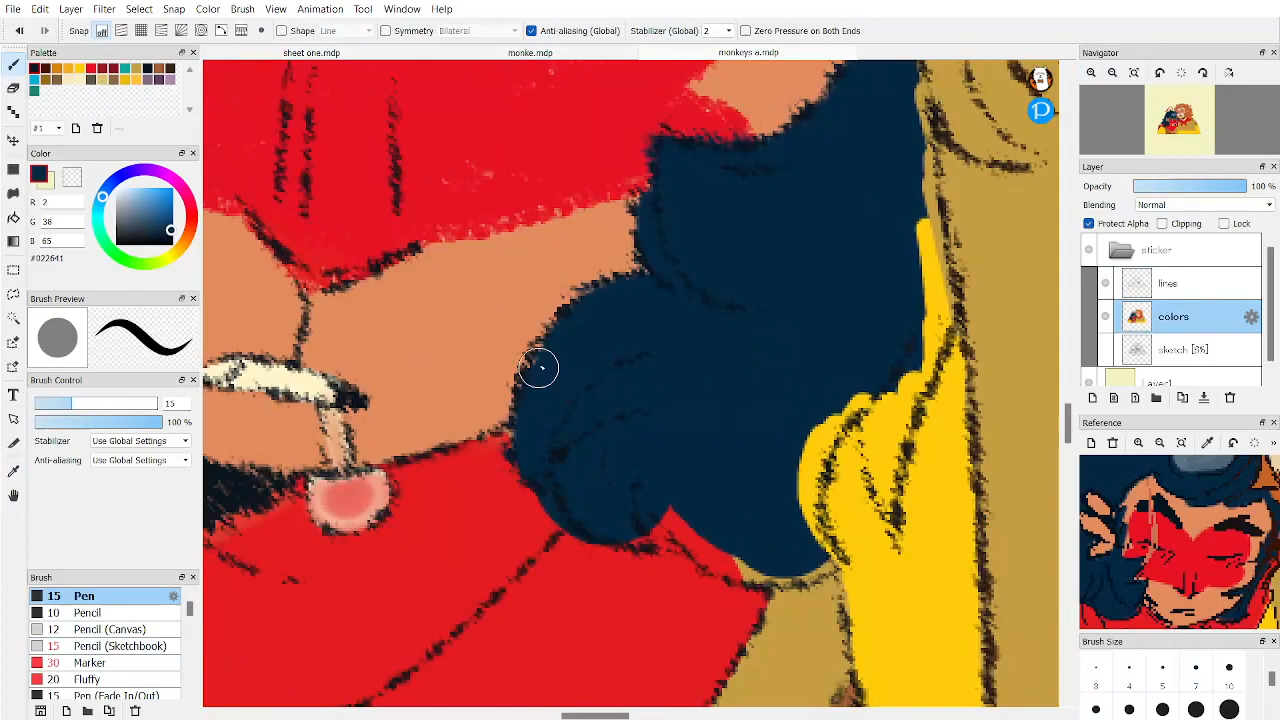 File Edit Layer Filter Select Snap Color Brush View Animation Tool Window Help
Snap off Shape Line Symmetry Bilateral Anti-aliasing (Global) Stabilizer (Global) 2 Zero Pressure on Both Ends
sheet one.mdp monke.mdp monkeys a.mdp
Palette
#1
---
Color
R 2
G 38
B 65
#022641
Brush Preview
Brush Control
15
100 %
Stabilizer Use Global Settings
Anti-aliasing Use Global Settings
Brush
15 Pen
10 Pencil
12 Pencil (Canvas)
15 Pencil (Sketchbook)
30 Marker
20 Fluffy
15 Pen (Fade In/Out)
P
Navigator
Layer
Opacity 100 %
Blending Normal
Protect Alpha Clipping Lock
sticker
lines
colors
sketch [6%]
Layer1
Reference
Brush Size
3 4 5 7 10